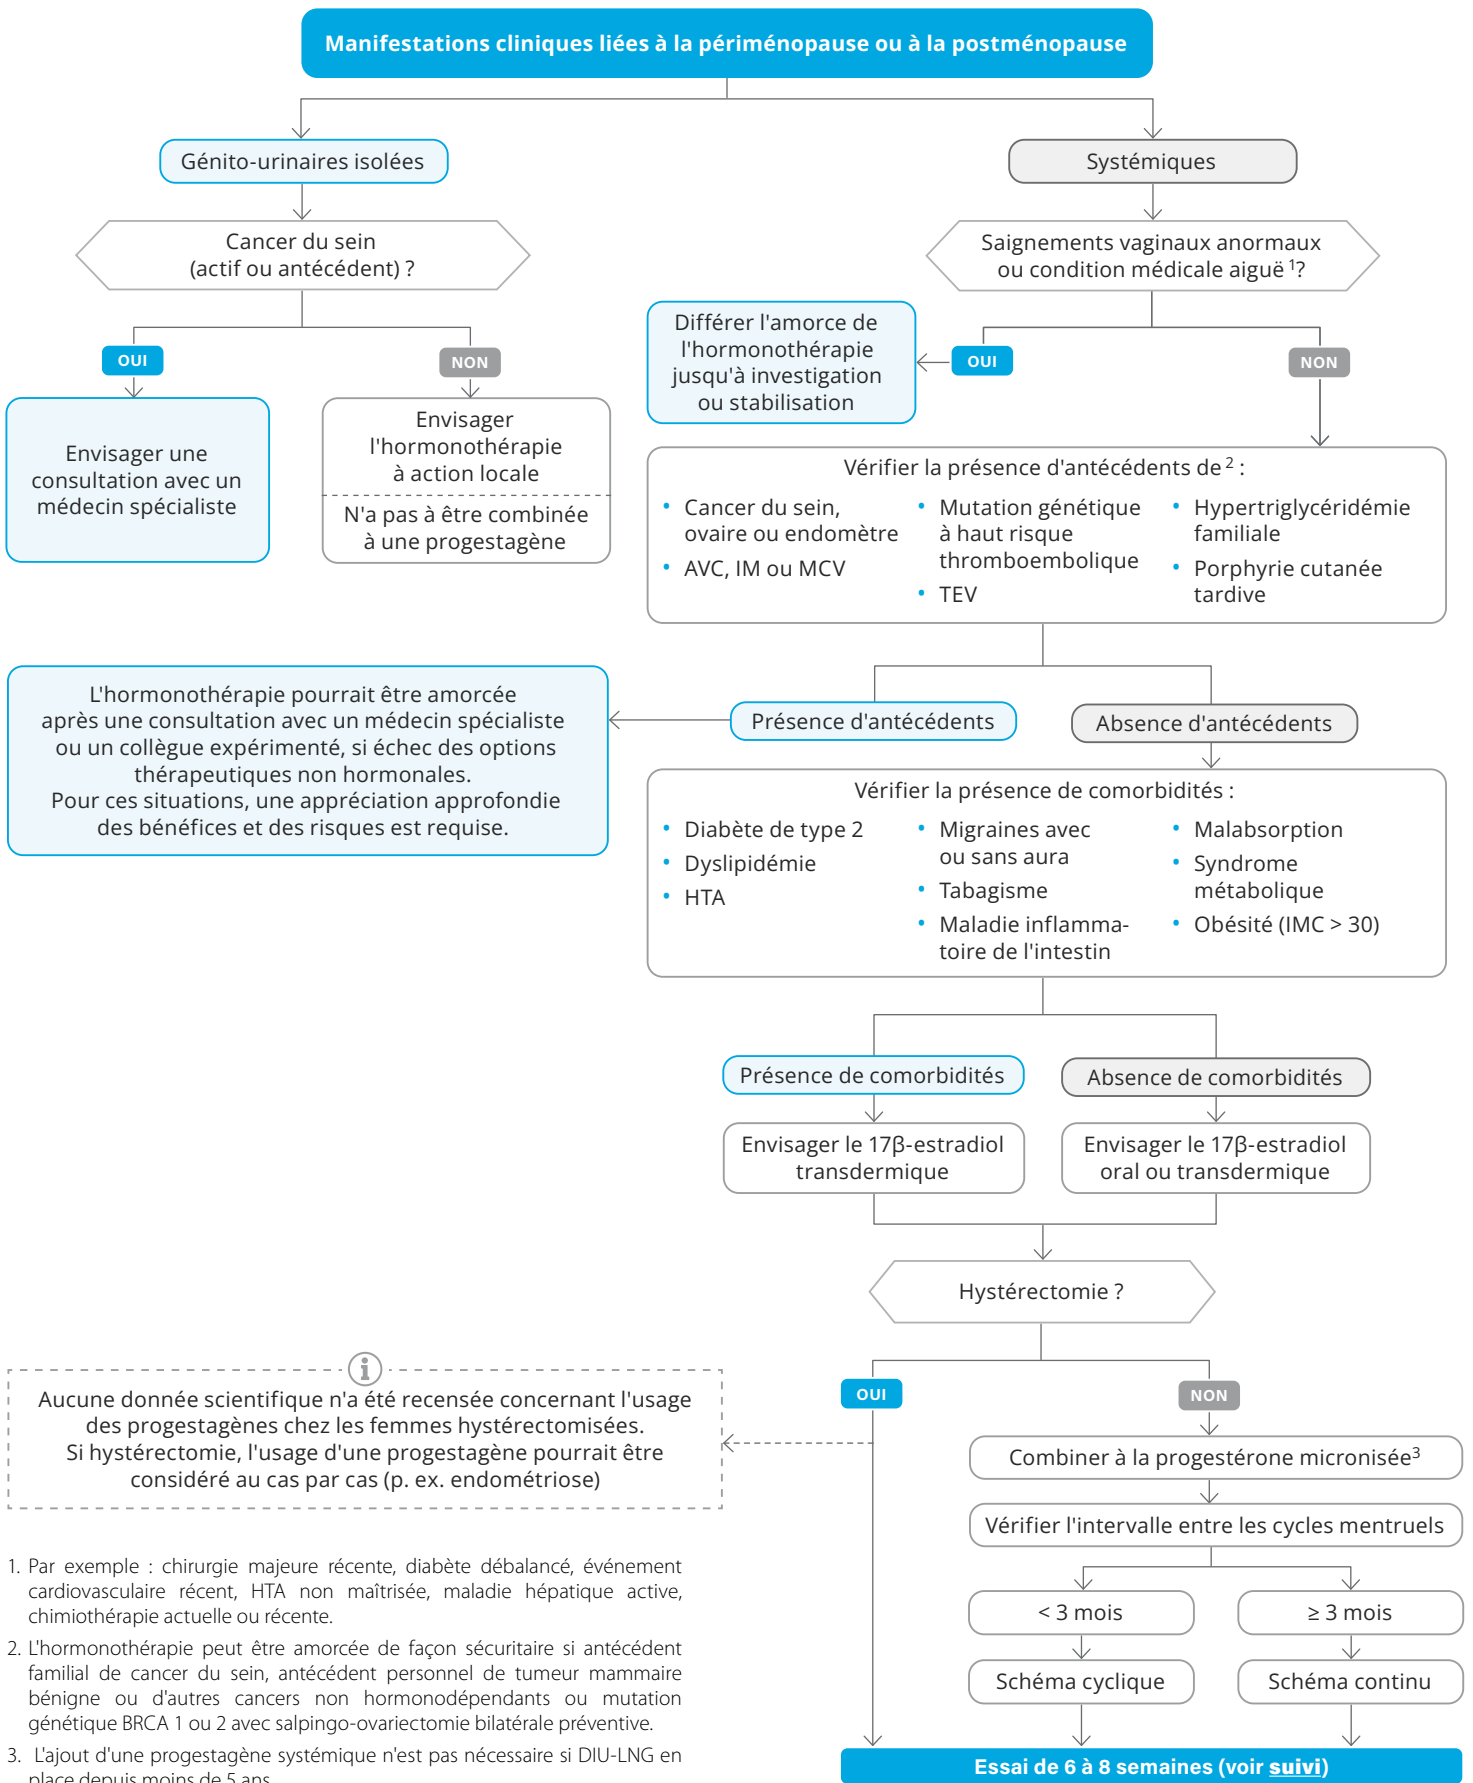 Manifestations cliniques liées à la périménopause ou à la postménopause
Génito-urinaires isolées
Systémiques
Cancer du sein
(actif ou antécédent) ?
Saignements vaginaux anormaux
ou condition médicale aiguë 1?
OUI
NON
Différer l'amorce de
l'hormonothérapie
jusqu'à investigation
ou stabilisation
OUI
NON
Envisager une
consultation avec un
médecin spécialiste
Envisager
l'hormonothérapie
à action locale
N'a pas à être combinée
à une progestagène
Vérifier la présence d'antécédents de 2 :
• Cancer du sein,
ovaire ou endomètre
• AVC, IM ou MCV
• Mutation génétique
à haut risque
thromboembolique
• TEV
• Hypertriglycéridémie
familiale
• Porphyrie cutanée
tardive
L'hormonothérapie pourrait être amorcée
après une consultation avec un médecin spécialiste
ou un collègue expérimenté, si échec des options
thérapeutiques non hormonales.
Pour ces situations, une appréciation approfondie
des bénéfices et des risques est requise.
Présence d'antécédents
Absence d'antécédents
Vérifier la présence de comorbidités :
• Diabète de type 2
• Dyslipidémie
• HTA
• Migraines avec
ou sans aura
• Tabagisme
• Maladie inflamma-
toire de l'intestin
• Malabsorption
• Syndrome
métabolique
• Obésité (IMC > 30)
Présence de comorbidités
Absence de comorbidités
Envisager le 17β-estradiol
transdermique
Envisager le 17β-estradiol
oral ou transdermique
Hystérectomie ?
OUI
NON
Aucune donnée scientifique n'a été recensée concernant l'usage
des progestagènes chez les femmes hystérectomisées.
Si hystérectomie, l'usage d'une progestagène pourrait être
considéré au cas par cas (p. ex. endométriose)
Combiner à la progestérone micronisée3
Vérifier l'intervalle entre les cycles mentruels
< 3 mois
≥ 3 mois
Schéma cyclique
Schéma continu
Essai de 6 à 8 semaines (voir suivi)
1. Par exemple : chirurgie majeure récente, diabète débalancé, événement
cardiovasculaire récent, HTA non maîtrisée, maladie hépatique active,
chimiothérapie actuelle ou récente.
2. L'hormonothérapie peut être amorcée de façon sécuritaire si antécédent
familial de cancer du sein, antécédent personnel de tumeur mammaire
bénigne ou d'autres cancers non hormonodépendants ou mutation
génétique BRCA 1 ou 2 avec salpingo-ovariectomie bilatérale préventive.
3. L'ajout d'une progestagène systémique n'est pas nécessaire si DIU-LNG en
place depuis moins de 5 ans